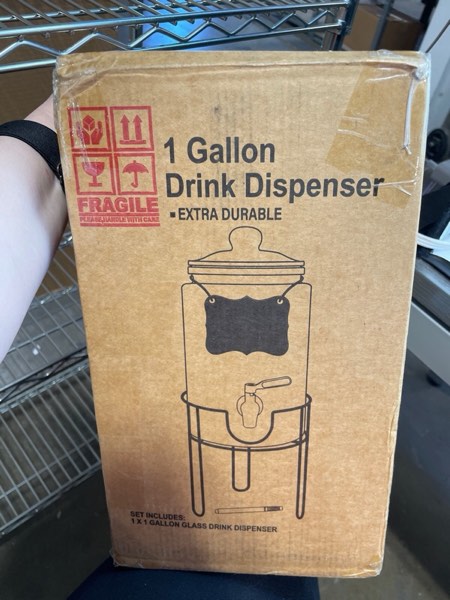 1 Gallon
Drink Dispenser
▪ EXTRA DURABLE
FRAGILE
PLEASE HANDLE WITH CARE
SET INCLUDES:
1 X 1 GALLON GLASS DRINK DISPENSER